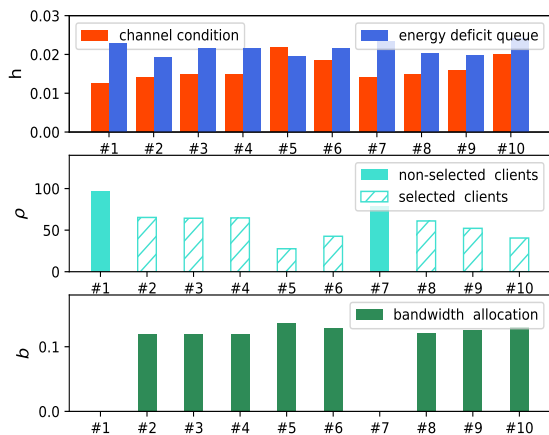 0.03
channel condition
energy deficit queue
0.02
h
0.01
0.00
#1 #2 #3 #4 #5 #6 #7 #8 #9 #10
non-selected clients
100
selected clients
ρ
50
0
#1 #2 #3 #4 #5 #6 #7 #8 #9 #10
bandwidth allocation
0.1
b
0.0
#1 #2 #3 #4 #5 #6 #7 #8 #9 #10